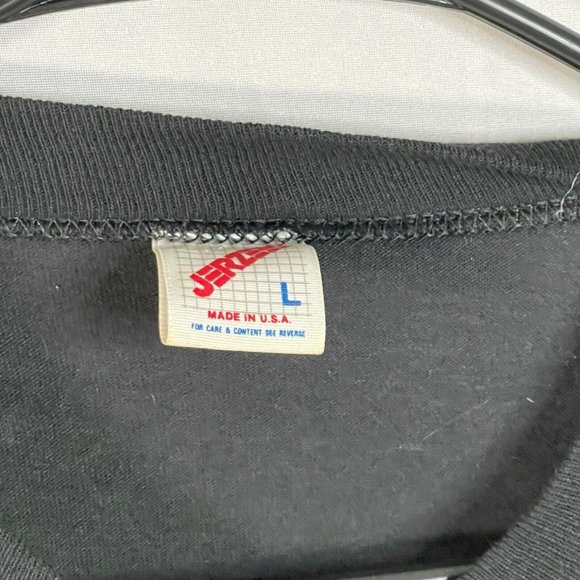 JERZEES
L
MADE IN U.S.A.
FOR CARE & CONTENT SEE REVERSE